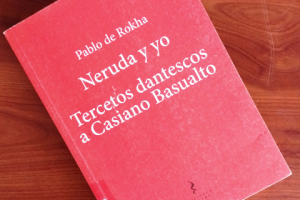 Pablo de Rokha
Neruda y yo
Tercetos dantescos
a Casiano Basualto